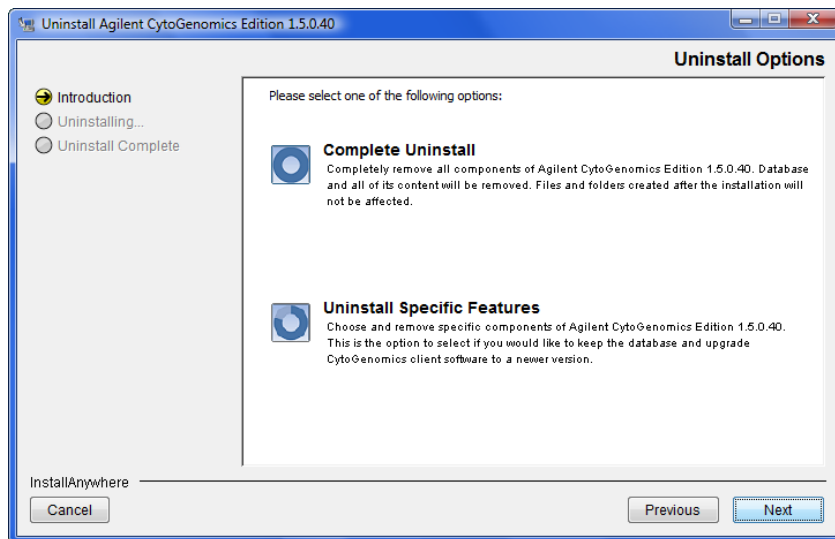 Uninstall Agilent CytoGenomics Edition 1.5.0.40
Uninstall Options
Introduction
Uninstalling...
Uninstall Complete
Please select one of the following options:
Complete Uninstall
Completely remove all components of Agilent CytoGenomics Edition 1.5.0.40. Database
and all of its content will be removed. Files and folders created after the installation will
not be affected.
Uninstall Specific Features
Choose and remove specific components of Agilent CytoGenomics Edition 1.5.0.40.
This is the option to select if you would like to keep the database and upgrade
CytoGenomics client software to a newer version.
InstallAnywhere
Cancel
Previous
Next